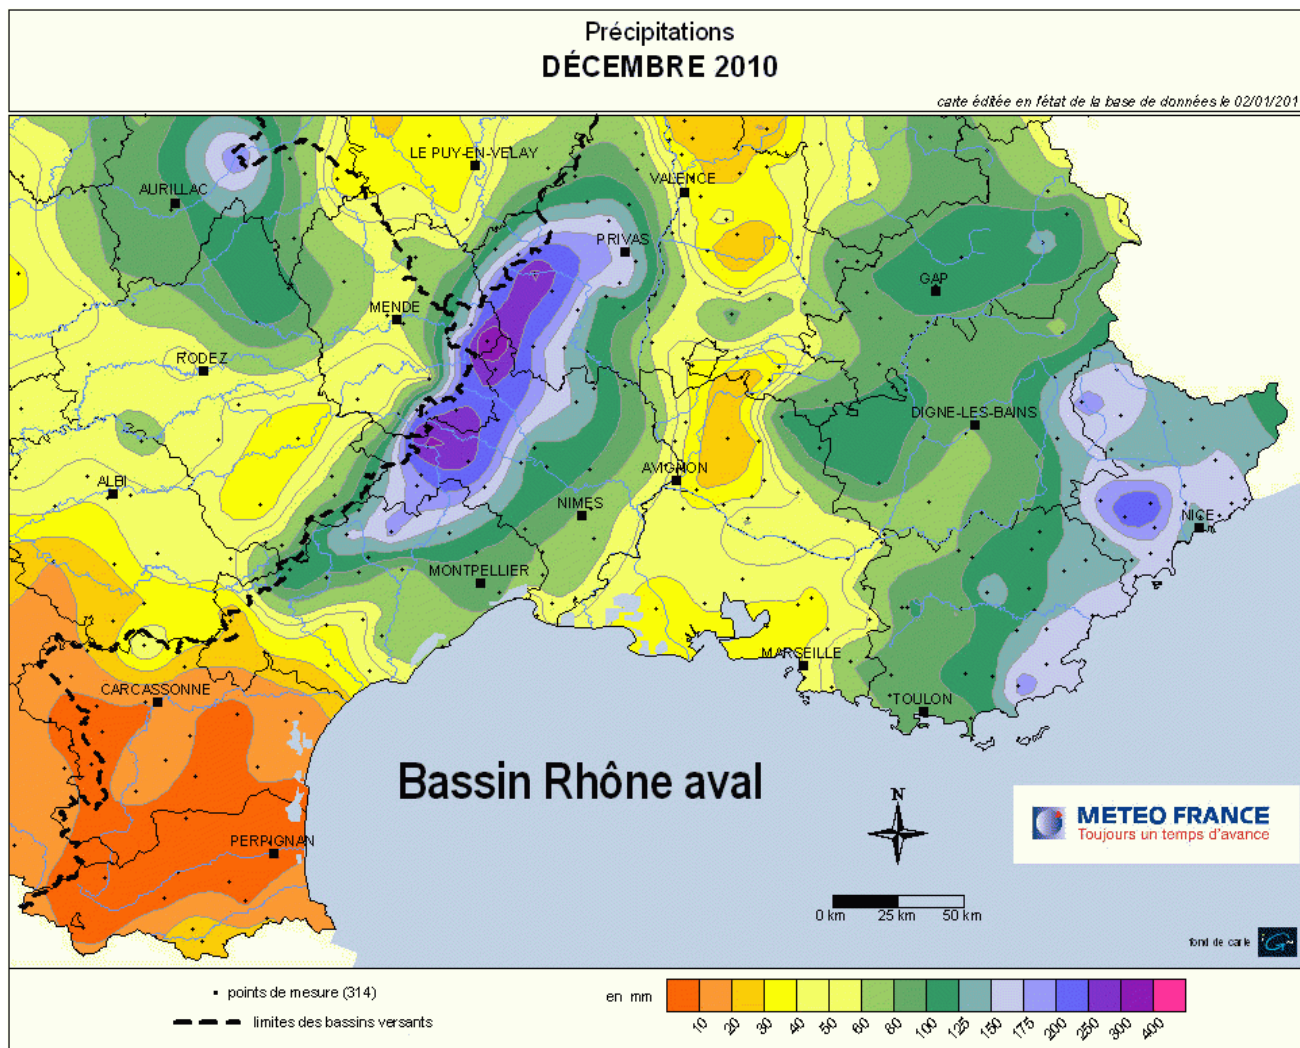 Précipitations
DÉCEMBRE 2010
carte éditée en l'état de la base de données le 02/01/201
LE PUY-EN-VELAY
AURILLAC
VALENCE
PRIVAS
GAP
MENDE
RODEZ
DIGNE-LES-BAINS
AVIGNON
ALBI
NIMES
NICE
MONTPELLIER
MARSEILLE
CARCASSONNE
TOULON
Bassin Rhône aval
N
METEO FRANCE
Toujours un temps d'avance
PERPIGNAN
0 km 25 km 50 km
fond de carte
points de mesure (314)
limites des bassins versants
en mm
10 20 30 40 50 60 80 100 125 150 175 200 250 300 400